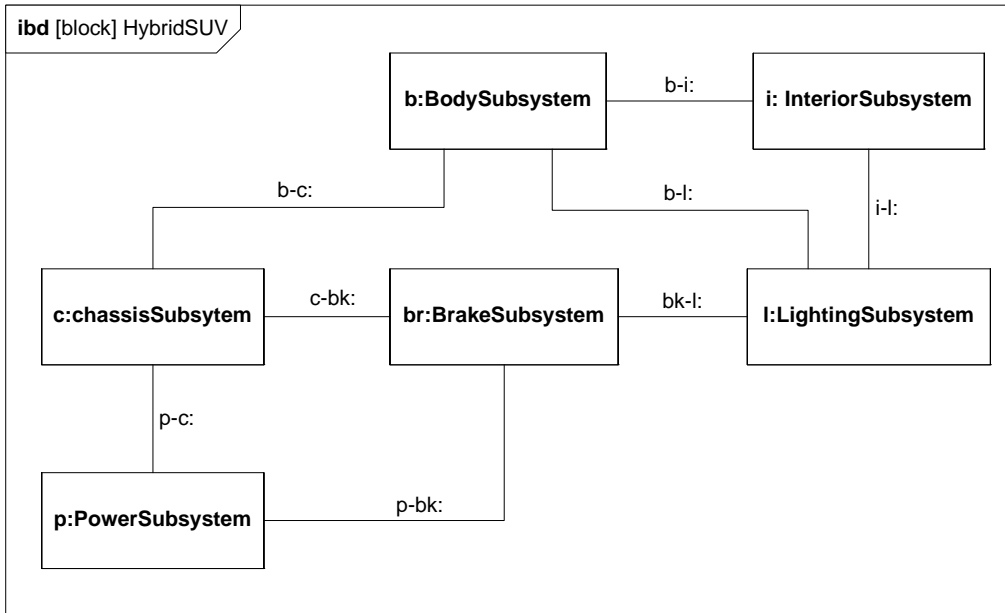 ibd [block] HybridSUV
b:BodySubsystem
b-i:
i: InteriorSubsystem
b-c:
b-l:
i-l:
c:chassisSubsytem
c-bk:
br:BrakeSubsystem
bk-l:
l:LightingSubsystem
p-c:
p:PowerSubsystem
p-bk: